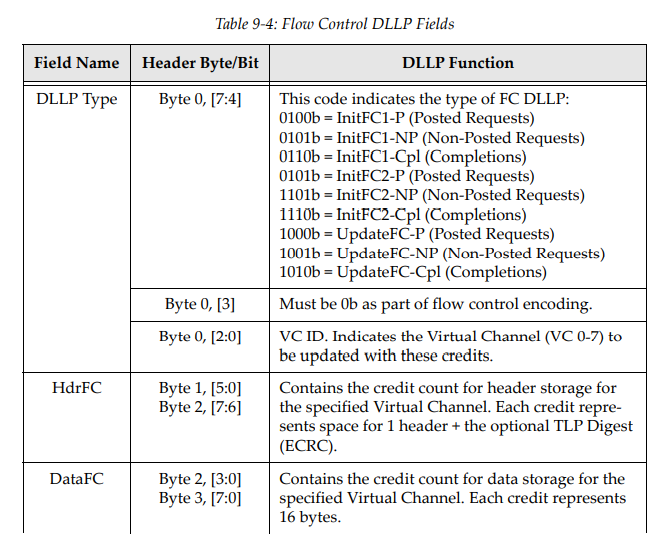 Table 9-4: Flow Control DLLP Fields
Field Name Header Byte/Bit DLLP Function
DLLP Type Byte 0, [7:4] This code indicates the type of FC DLLP:
0100b = InitFC1-P (Posted Requests)
0101b = InitFC1-NP (Non-Posted Requests)
0110b = InitFC1-Cpl (Completions)
0101b = InitFC2-P (Posted Requests)
1101b = InitFC2-NP (Non-Posted Requests)
1110b = InitFC2-Cpl (Completions)
1000b = UpdateFC-P (Posted Requests)
1001b = UpdateFC-NP (Non-Posted Requests)
1010b = UpdateFC-Cpl (Completions)
Byte 0, [3] Must be 0b as part of flow control encoding.
Byte 0, [2:0] VC ID. Indicates the Virtual Channel (VC 0-7) to
be updated with these credits.
HdrFC Byte 1, [5:0] Contains the credit count for header storage for
Byte 2, [7:6] the specified Virtual Channel. Each credit repre-
sents space for 1 header + the optional TLP Digest
(ECRC).
DataFC Byte 2, [3:0] Contains the credit count for data storage for the
Byte 3, [7:0] specified Virtual Channel. Each credit represents
16 bytes.